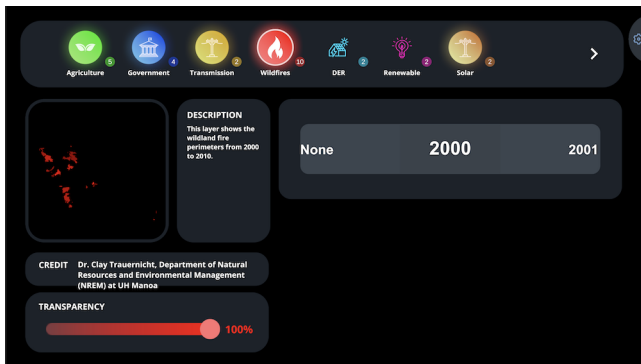 Agriculture 5
Government 4
Transmission 2
Wildfires 10
DER 2
Renewable 2
Solar 2
DESCRIPTION
This layer shows the
wildland fire
perimeters from 2000
to 2010.
None 2000 2001
CREDIT Dr. Clay Trauernicht, Department of Natural
Resources and Environmental Management
(NREM) at UH Manoa
TRANSPARENCY
100%